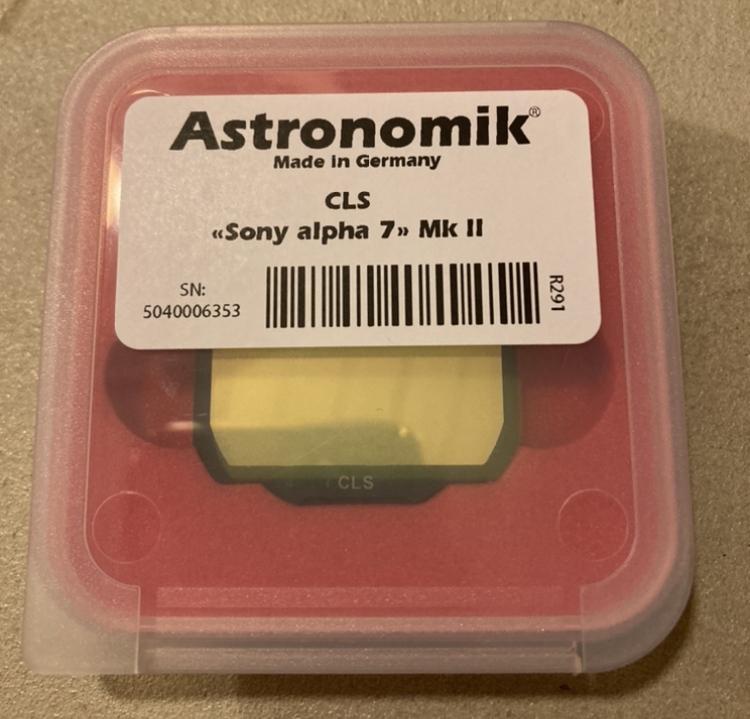 Astronomik®
Made in Germany
CLS
«Sony alpha 7» Mk II
SN:
5040006353
R291
CLS